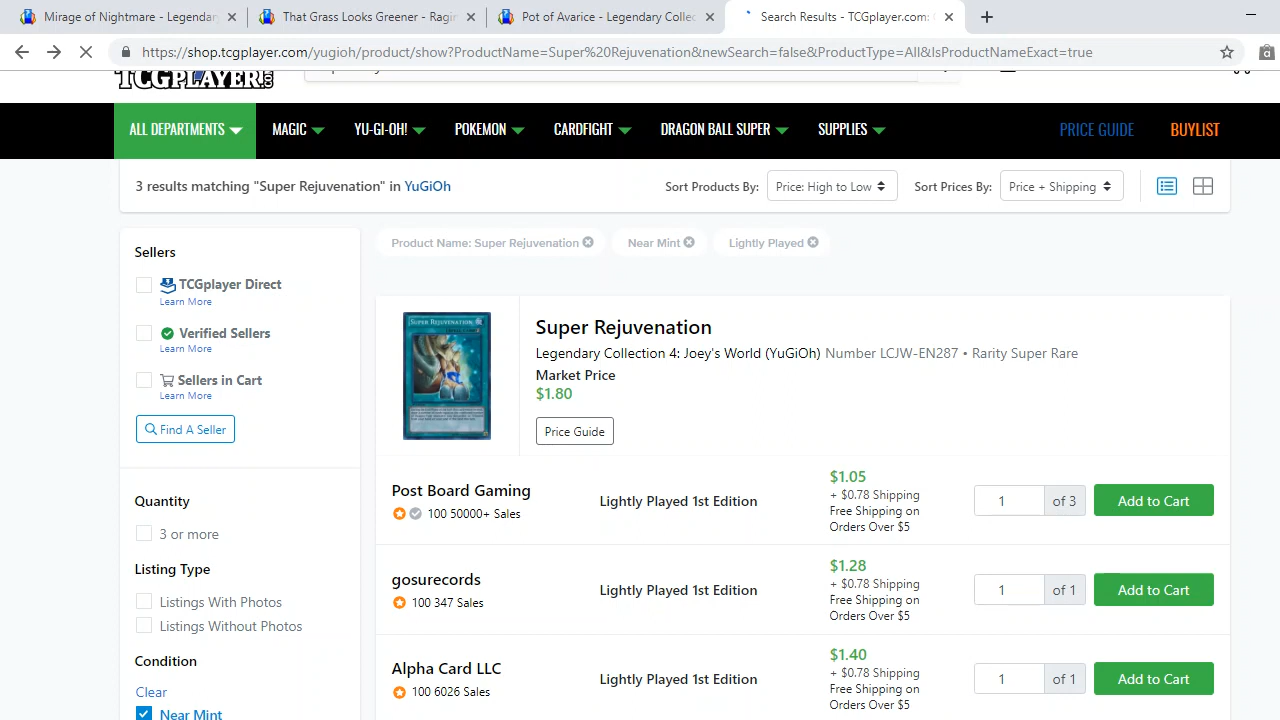 Mirage of Nightmare - Legendar
That Grass Looks Greener - Ragin
Pot of Avarice - Legendary Collec
Search Results - TCGplayer.com:
https://shop.tcgplayer.com/yugioh/product/show?ProductName=Super%20Rejuvenation&newSearch=false&ProductType=All&IsProductNameExact=true
TCGPLAYER.COM
ALL DEPARTMENTS MAGIC YU-GI-OH! POKEMON CARDFIGHT DRAGON BALL SUPER SUPPLIES PRICE GUIDE BUYLIST
3 results matching "Super Rejuvenation" in YuGiOh
Sort Products By: Price: High to Low
Sort Prices By: Price + Shipping
Product Name: Super Rejuvenation
Near Mint
Lightly Played
Sellers
TCGplayer Direct
Learn More
Verified Sellers
Learn More
Sellers in Cart
Learn More
Find A Seller
Quantity
3 or more
Listing Type
Listings With Photos
Listings Without Photos
Condition
Clear
Near Mint
SUPER REJUVENATION
Super Rejuvenation
Legendary Collection 4: Joey's World (YuGiOh) Number LCJW-EN287 • Rarity Super Rare
Market Price
$1.80
Price Guide
Post Board Gaming
100 50000+ Sales
Lightly Played 1st Edition
$1.05
+ $0.78 Shipping
Free Shipping on
Orders Over $5
1 of 3
Add to Cart
gosurecords
100 347 Sales
Lightly Played 1st Edition
$1.28
+ $0.78 Shipping
Free Shipping on
Orders Over $5
1 of 1
Add to Cart
Alpha Card LLC
100 6026 Sales
Lightly Played 1st Edition
$1.40
+ $0.78 Shipping
Free Shipping on
Orders Over $5
1 of 1
Add to Cart